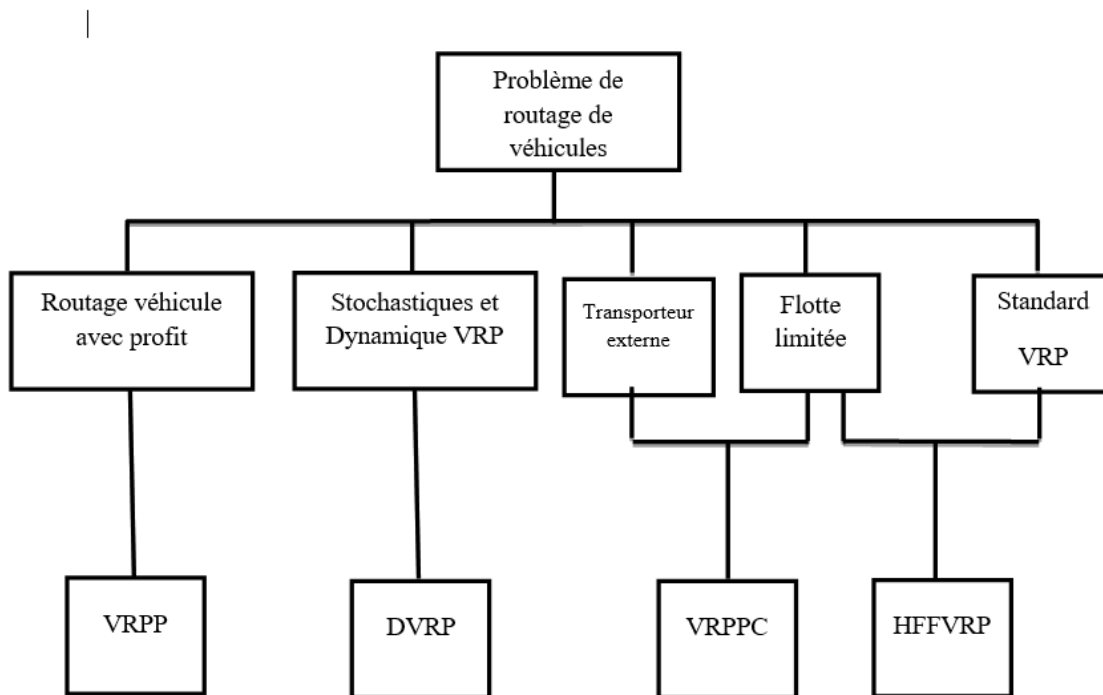 Problème de
routage de
véhicules
Routage véhicule
avec profit
Stochastiques et
Dynamique VRP
Transporteur
externe
Flotte
limitée
Standard
VRP
VRPP
DVRP
VRPPC
HFFVRP